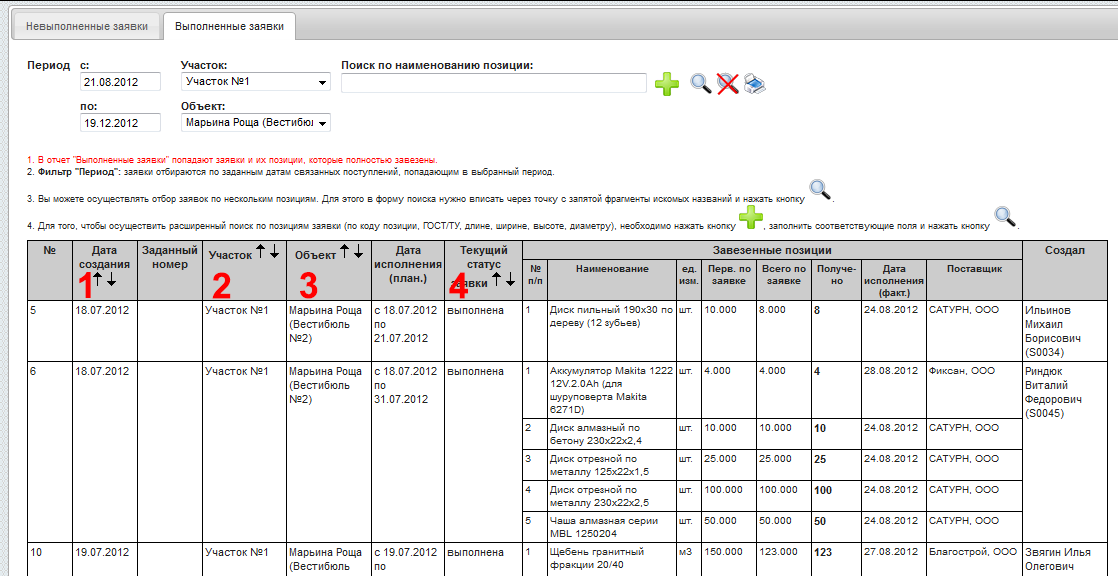 Невыполненные заявки
Выполненные заявки
Период с: Участок: Поиск по наименованию позиции:
21.08.2012 Участок №1
по: Объект:
19.12.2012 Марьина Роща (Вестибюл
1. В отчет "Выполненные заявки" попадают заявки и их позиции, которые полностью завезены.
2. Фильтр "Период": заявки отбираются по заданным датам связанных поступлений, попадающим в выбранный период.
3. Вы можете осуществлять отбор заявок по нескольким позициям. Для этого в форму поиска нужно вписать через точку с запятой фрагменты искомых названий и нажать кнопку .
4. Для того, чтобы осуществить расширенный поиск по позициям заявки (по коду позиции, ГОСТ/ТУ, длине, ширине, высоте, диаметру), необходимо нажать кнопку , заполнить соответствующие поля и нажать кнопку .
№
Дата
создания
1
Заданный
номер
Участок
2
Объект
3
Дата
исполнения
(план.)
Текущий
статус
заявки
4
Завезенные позиции
№
п/п
Наименование
ед.
изм.
Перв. по
заявке
Всего по
заявке
Получе-
но
Дата
исполнения
(факт.)
Поставщик
Создал
5
18.07.2012
Участок №1
Марьина Роща
(Вестибюль
№2)
с 18.07.2012
по
21.07.2012
выполнена
1
Диск пильный 190х30 по
дереву (12 зубьев)
шт. 10.000 8.000 8 24.08.2012 САТУРН, ООО
Ильинов
Михаил
Борисович
(S0034)
6
18.07.2012
Участок №1
Марьина Роща
(Вестибюль
№2)
с 18.07.2012
по
31.07.2012
выполнена
1
Аккумулятор Makita 1222
12V.2.0Ah (для
шуруповерта Makita
6271D)
шт. 4.000 4.000 4 28.08.2012 Фиксан, ООО
Риндюк
Виталий
Федорович
(S0045)
2
Диск алмазный по
бетону 230х22х2,4
шт. 10.000 10.000 10 24.08.2012 САТУРН, ООО
3
Диск отрезной по
металлу 125х22х1,5
шт. 25.000 25.000 25 24.08.2012 САТУРН, ООО
4
Диск отрезной по
металлу 230х22х2,5
шт. 100.000 100.000 100 24.08.2012 САТУРН, ООО
5
Чаша алмазная серии
MBL 1250204
шт. 50.000 50.000 50 24.08.2012 САТУРН, ООО
10
19.07.2012
Участок №1
Марьина Роща
(Вестибюль
с 19.07.2012
по
выполнена
1
Щебень гранитный
фракции 20/40
м3 150.000 123.000 123 27.08.2012 Благострой, ООО
Звягин Илья
Олегович